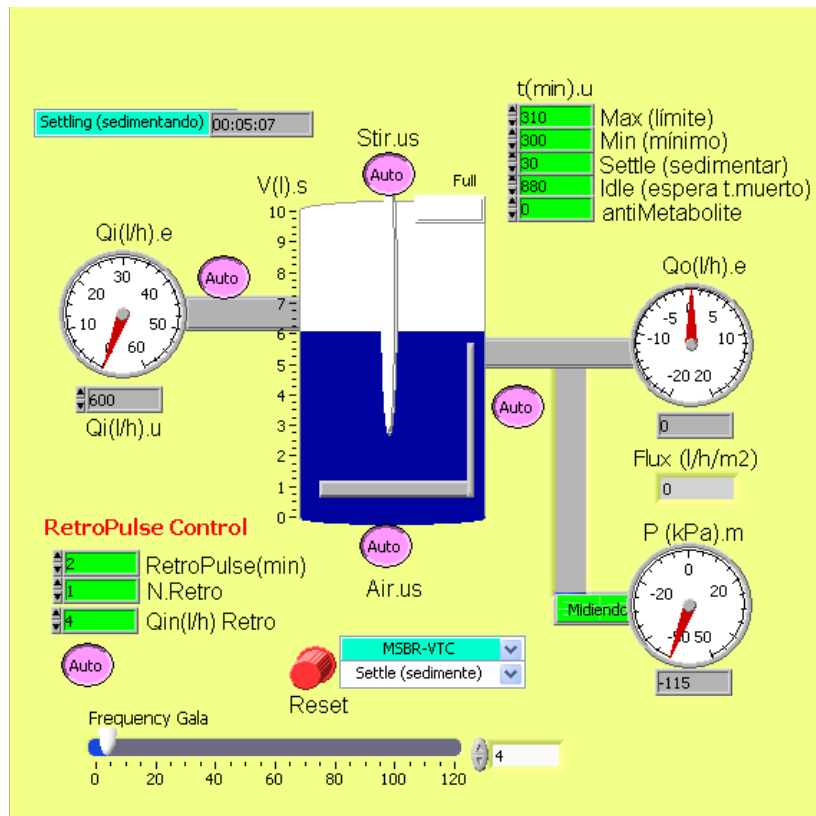 t(min).u
310 Max (límite)
300 Min (mínimo)
30 Settle (sedimentar)
880 Idle (espera t.muerto)
0 antiMetabolite
Settling (sedimentando) 00:05:07
Stir.us
Auto
Full
V(l).s
10
9
8
7
6
5
4
3
2
1
0
Qi(l/h).e
Auto
0 10 20 30 40 50 60
600
Qi(l/h).u
Qo(l/h).e
-20 -10 -5 0 5 10 20
0
Auto
Flux (l/h/m2)
0
P (kPa).m
-50 -20 0 20 50
Midiendo
-115
Auto
Air.us
RetroPulse Control
2 RetroPulse(min)
1 N.Retro
4 Qin(l/h) Retro
Auto
MSBR-VTC
Settle (sedimente)
Reset
Frequency Gala
4
0 20 40 60 80 100 120